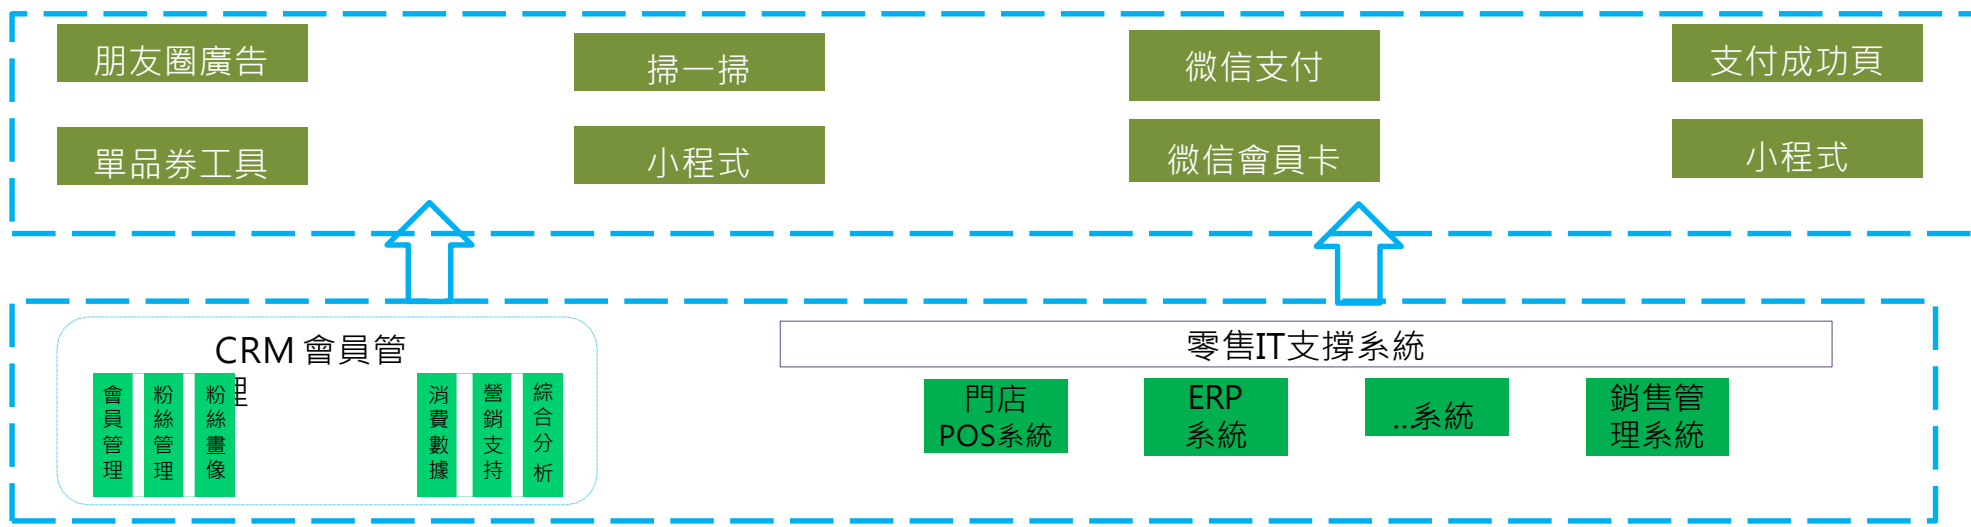 朋友圈廣告
掃一掃
微信支付
支付成功頁
單品券工具
小程式
微信會員卡
小程式
CRM 會員管
理
會員管理
粉絲管理
粉絲畫像
消費數據
營銷支持
綜合分析
零售IT支撐系統
門店
POS系統
ERP
系統
...系統
銷售管
理系統